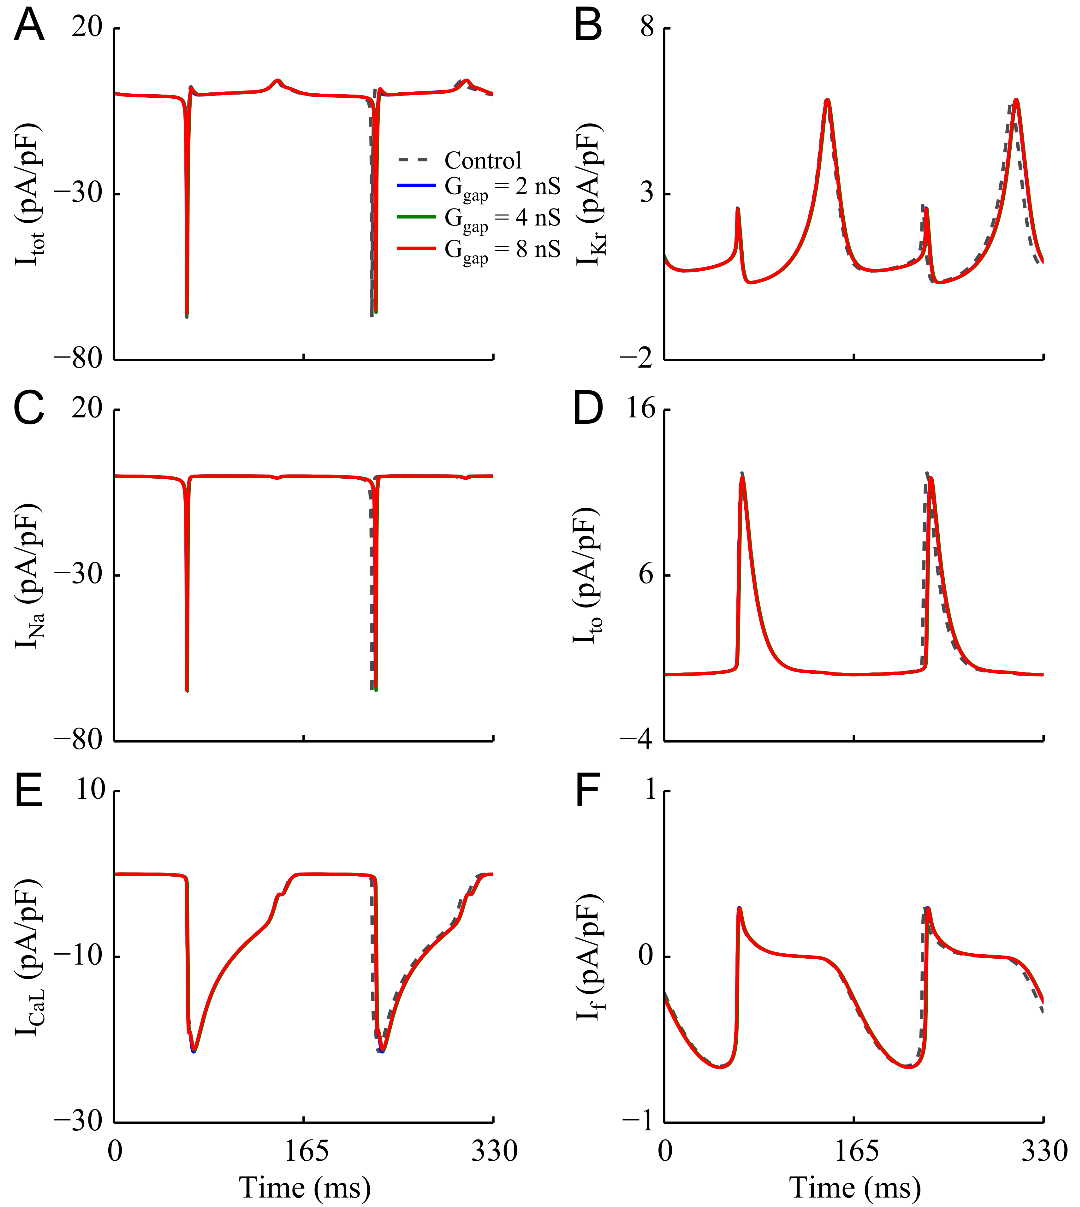 A
20
−30
−80
I_tot (pA/pF)
Control
G_gap = 2 nS
G_gap = 4 nS
G_gap = 8 nS
B
8
3
−2
I_Kr (pA/pF)
C
20
−30
−80
I_Na (pA/pF)
D
16
6
−4
I_to (pA/pF)
E
10
−10
−30
I_CaL (pA/pF)
0
165
330
Time (ms)
F
1
0
−1
I_f (pA/pF)
0
165
330
Time (ms)